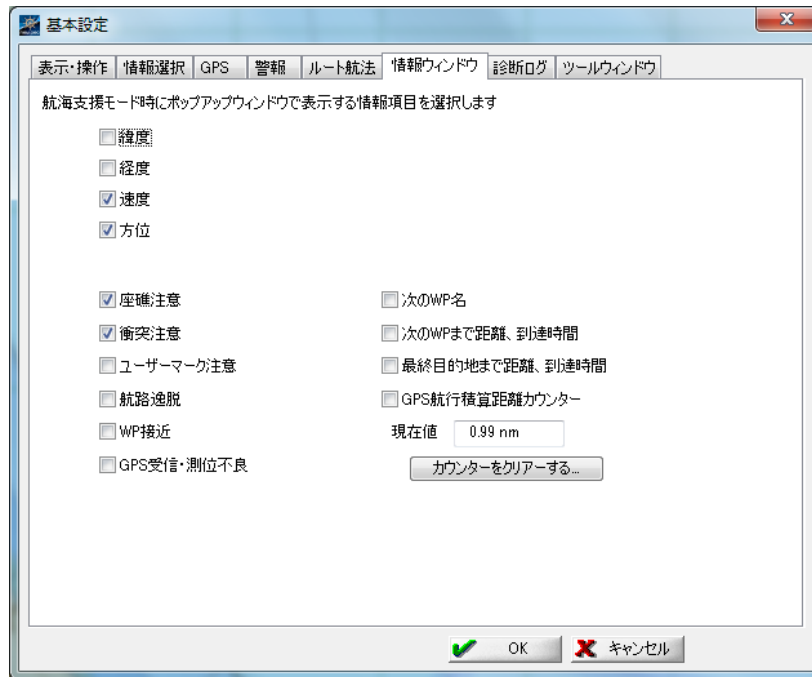 基本設定
表示・操作 情報選択 GPS 警報 ルート航法 情報ウィンドウ 診断ログ ツールウィンドウ
航海支援モード時にポップアップウィンドウで表示する情報項目を選択します
緯度
経度
速度
方位
座礁注意 次のWP名
衝突注意 次のWPまで距離、到達時間
ユーザーマーク注意 最終目的地まで距離、到達時間
航路逸脱 GPS航行積算距離カウンター
WP接近 現在値 0.99 nm
GPS受信・測位不良 カウンターをクリアーする...
OK キャンセル